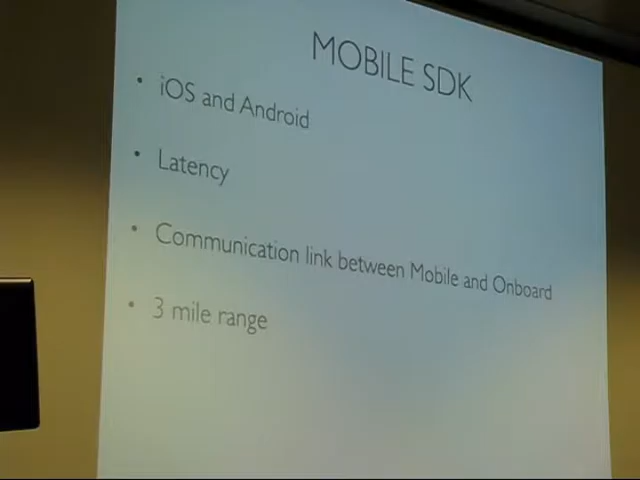 MOBILE SDK
• iOS and Android
• Latency
• Communication link between Mobile and Onboard
• 3 mile range